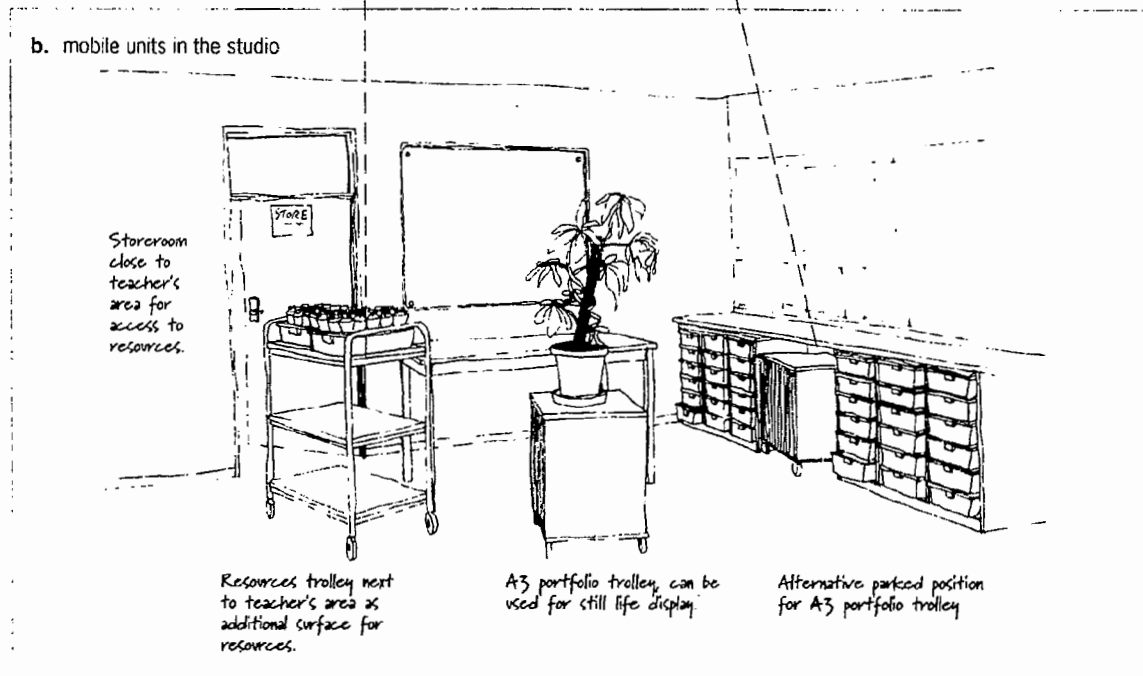 b. mobile units in the studio
STORE
Storeroom
close to
teacher's
area for
access to
resources.
Resources trolley next
to teacher's area as
additional surface for
resources.
A3 portfolio trolley, can be
used for still life display.
Alternative parked position
for A3 portfolio trolley